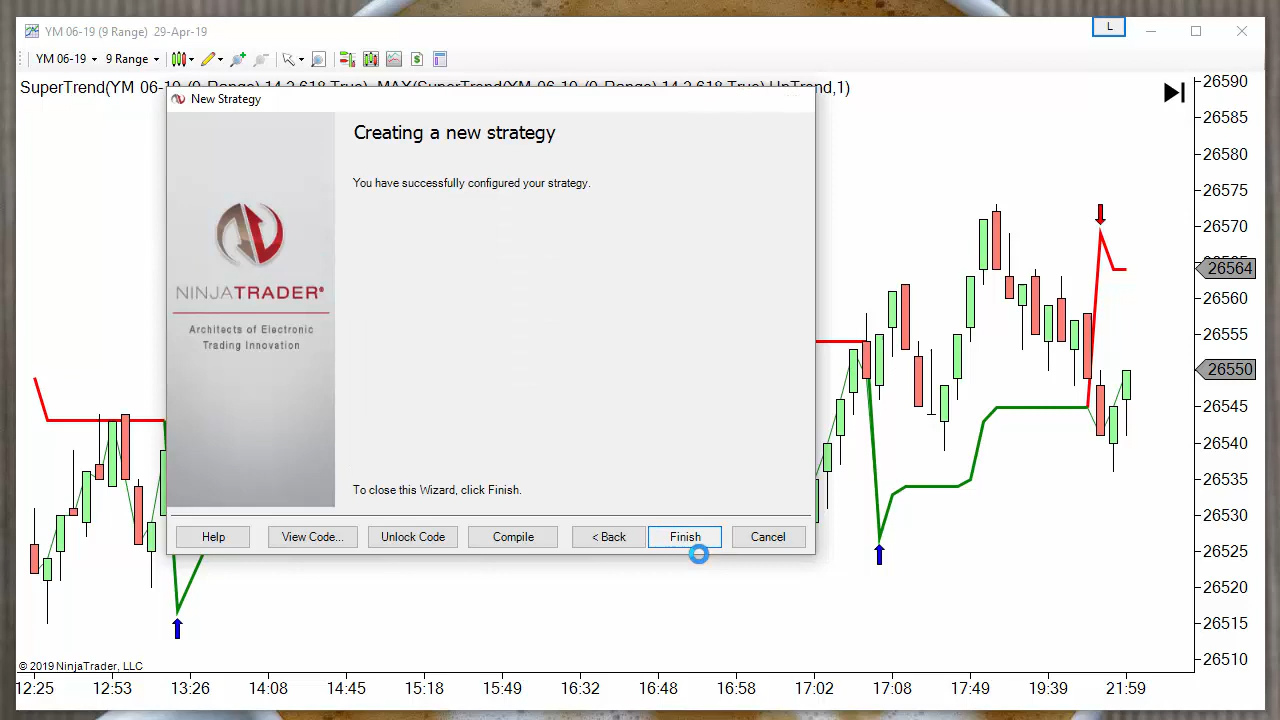 YM 06-19 (9 Range) 29-Apr-19
L
YM 06-19
9 Range
$
SuperTrend(YM 06-19 (9 Range),14,2.618,True), MAX(SuperTrend(YM 06-19 (9 Range),14,2.618,True).UpTrend,1)
New Strategy
Creating a new strategy
You have successfully configured your strategy.
NINJATRADER®
Architects of Electronic
Trading Innovation
To close this Wizard, click Finish.
Help
View Code...
Unlock Code
Compile
< Back
Finish
Cancel
26590
26585
26580
26575
26570
26564
26560
26555
26550
26545
26540
26535
26530
26525
26520
26515
26510
© 2019 NinjaTrader, LLC
12:25
12:53
13:26
14:08
14:45
15:18
15:49
16:32
16:48
16:58
17:02
17:08
17:49
19:39
21:59